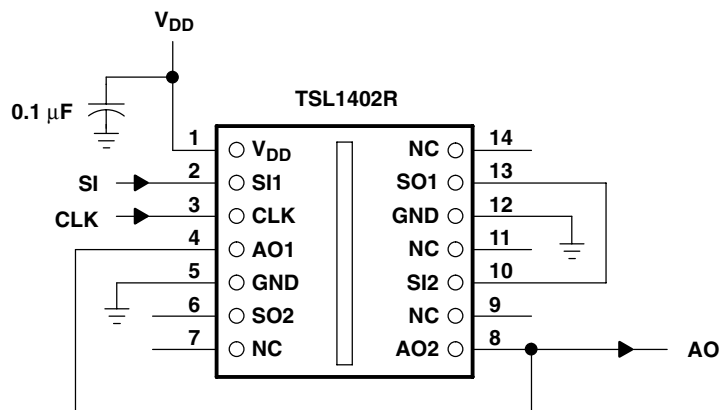 VDD
0.1 μF
TSL1402R
1 VDD NC 14
SI 2 SI1 SO1 13
CLK 3 CLK GND 12
4 AO1 NC 11
5 GND SI2 10
6 SO2 NC 9
7 NC AO2 8 AO